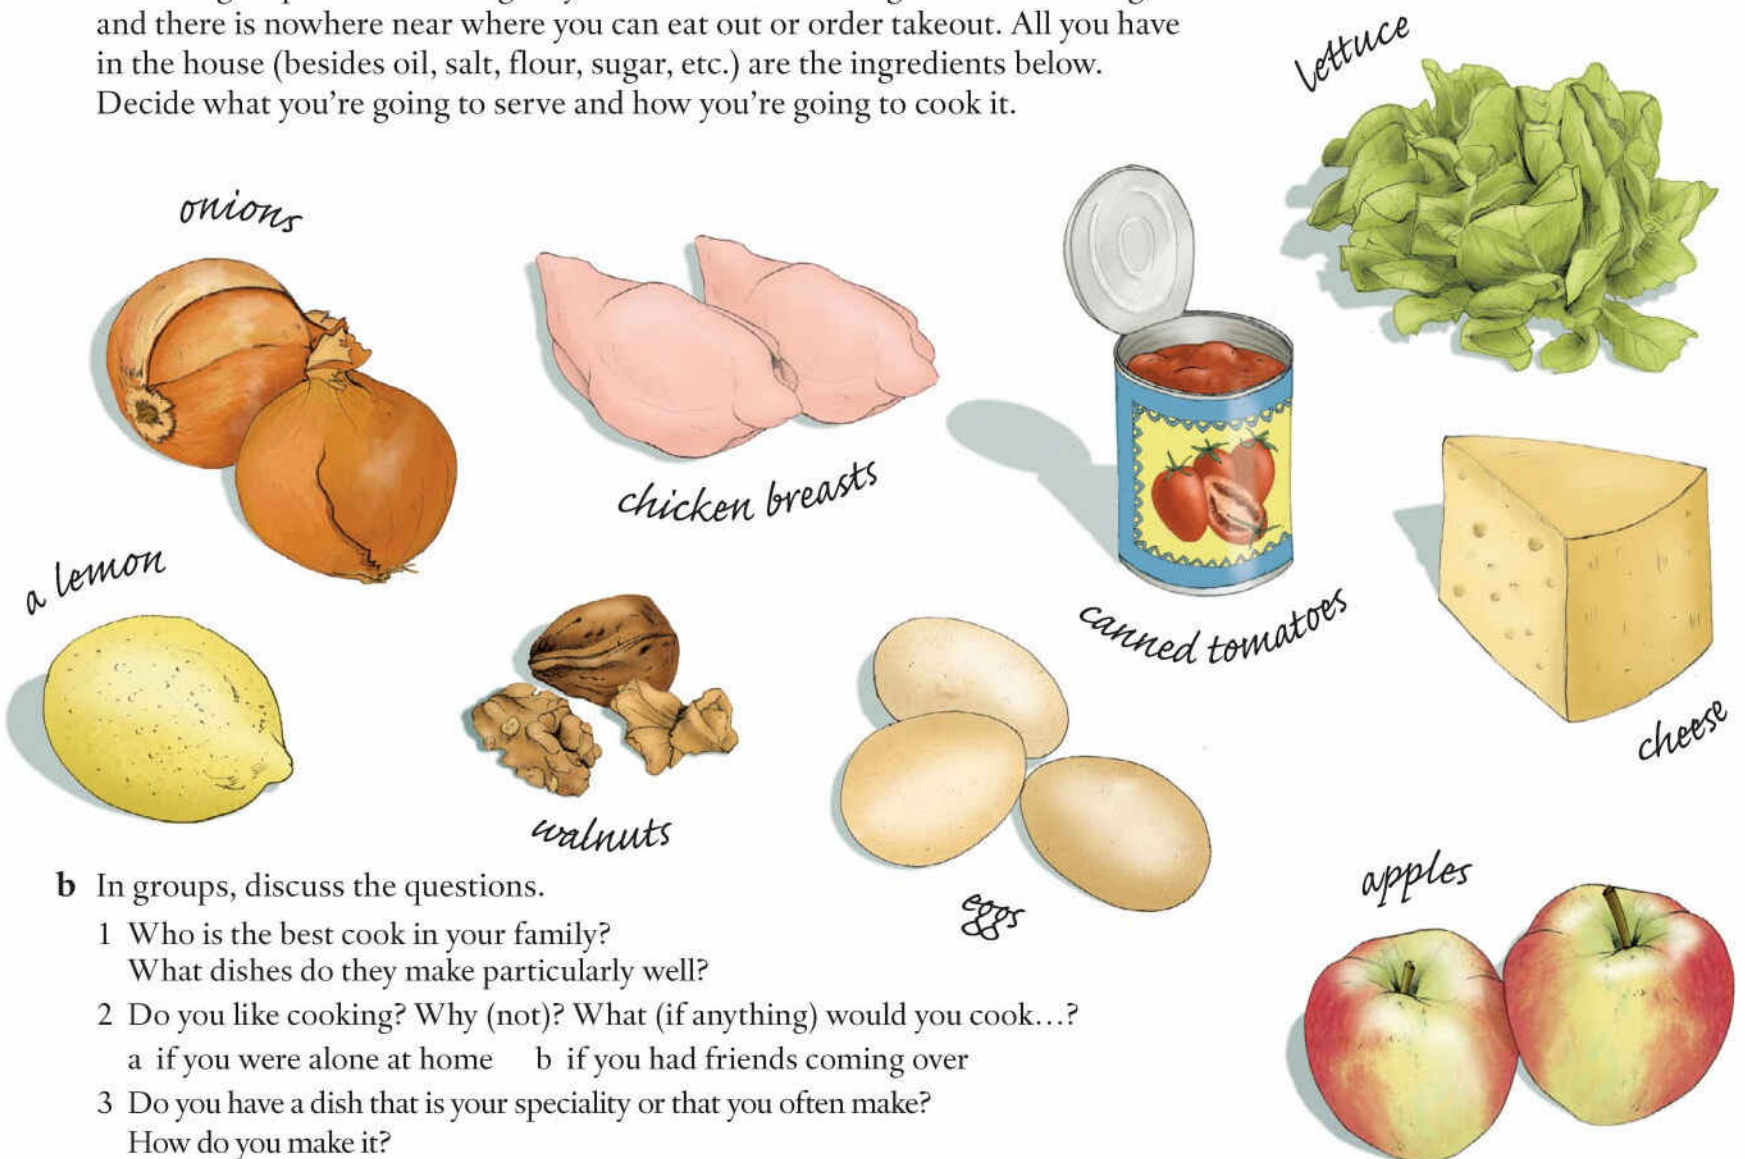 and there is nowhere near where you can eat out or order takeout. All you have
in the house (besides oil, salt, flour, sugar, etc.) are the ingredients below.
Decide what you're going to serve and how you're going to cook it.
lettuce
onions
chicken breasts
a lemon
canned tomatoes
cheese
walnuts
eggs
apples
b In groups, discuss the questions.
1 Who is the best cook in your family?
What dishes do they make particularly well?
2 Do you like cooking? Why (not)? What (if anything) would you cook…?
a if you were alone at home b if you had friends coming over
3 Do you have a dish that is your speciality or that you often make?
How do you make it?